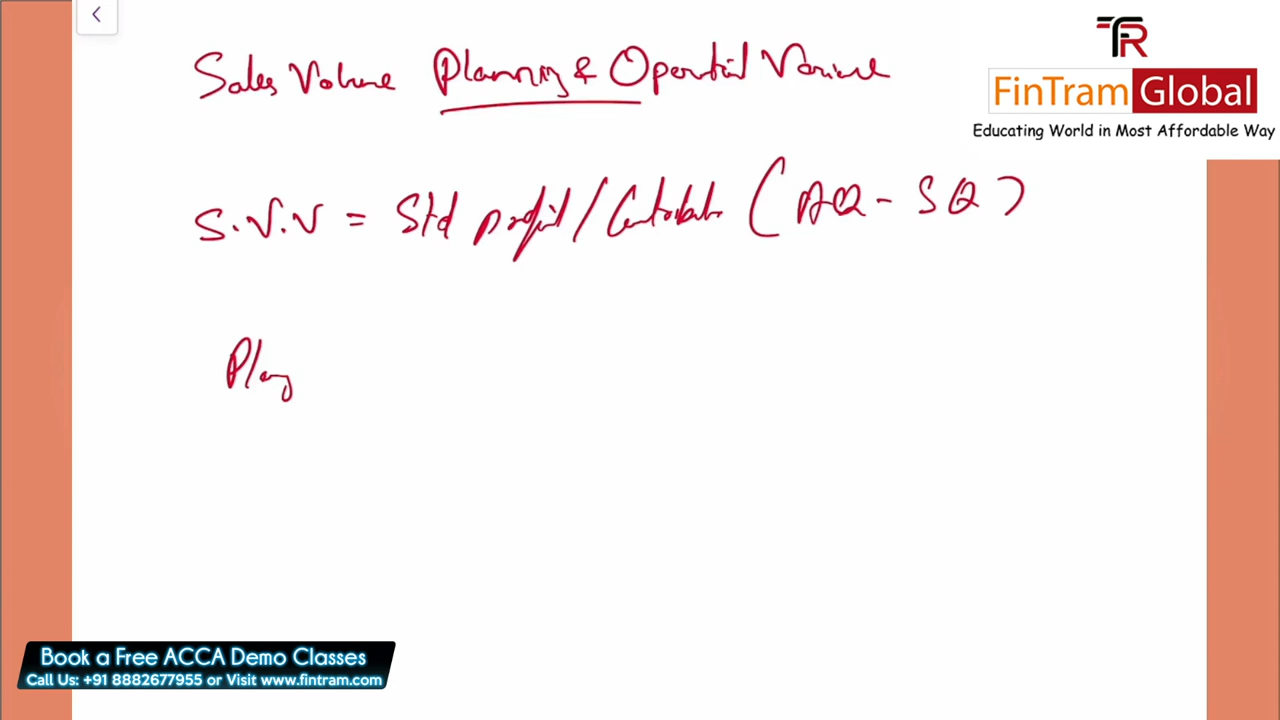 Sales Volume Planning & Operational Variance
FinTram Global
Educating World in Most Affordable Way
S.V.V = Std profit / Contribution (AQ - SQ)
Plang
Book a Free ACCA Demo Classes
Call Us: +91 8882677955 or Visit www.fintram.com